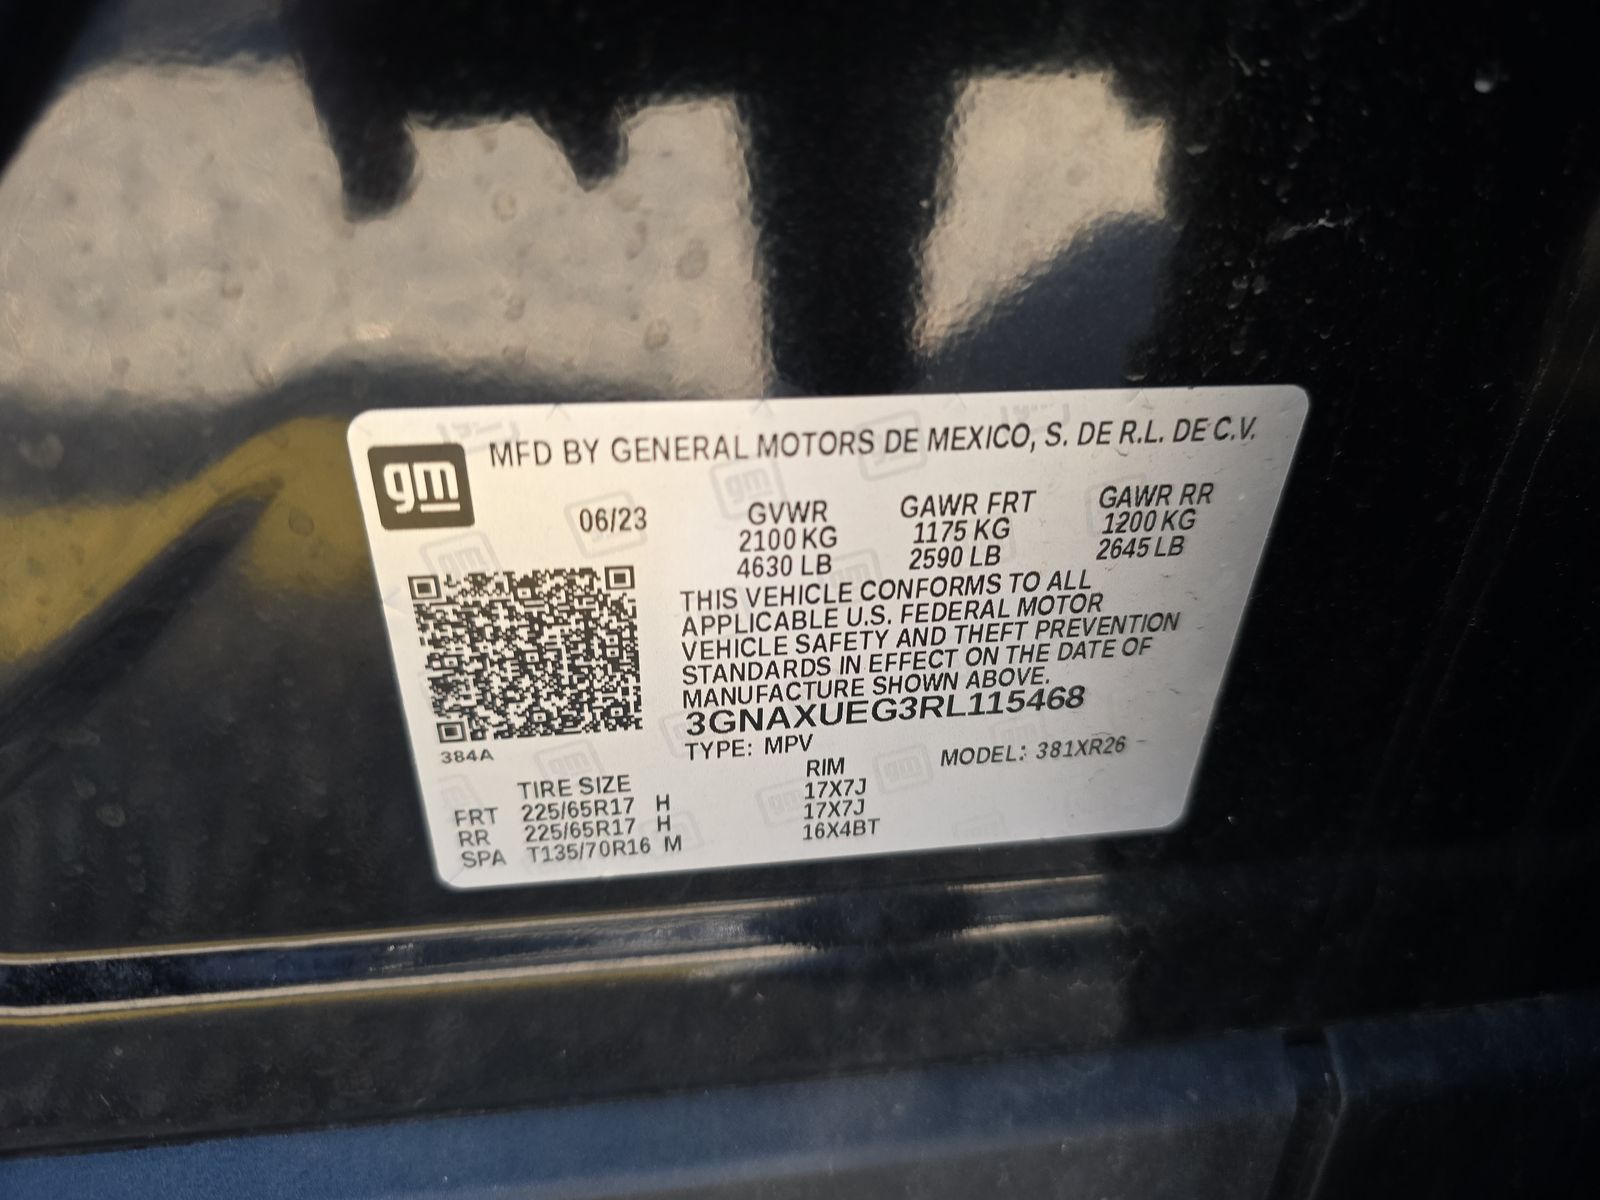 gm
MFD BY GENERAL MOTORS DE MEXICO, S. DE R.L. DE C.V.
06/23
GVWR GAWR FRT GAWR RR
2100 KG 1175 KG 1200 KG
4630 LB 2590 LB 2645 LB
THIS VEHICLE CONFORMS TO ALL
APPLICABLE U.S. FEDERAL MOTOR
VEHICLE SAFETY AND THEFT PREVENTION
STANDARDS IN EFFECT ON THE DATE OF
MANUFACTURE SHOWN ABOVE.
3GNAXUEG3RL115468
384A
TYPE: MPV MODEL: 381XR26
TIRE SIZE RIM
FRT 225/65R17 H 17X7J
RR 225/65R17 H 17X7J
SPA T135/70R16 M 16X4BT